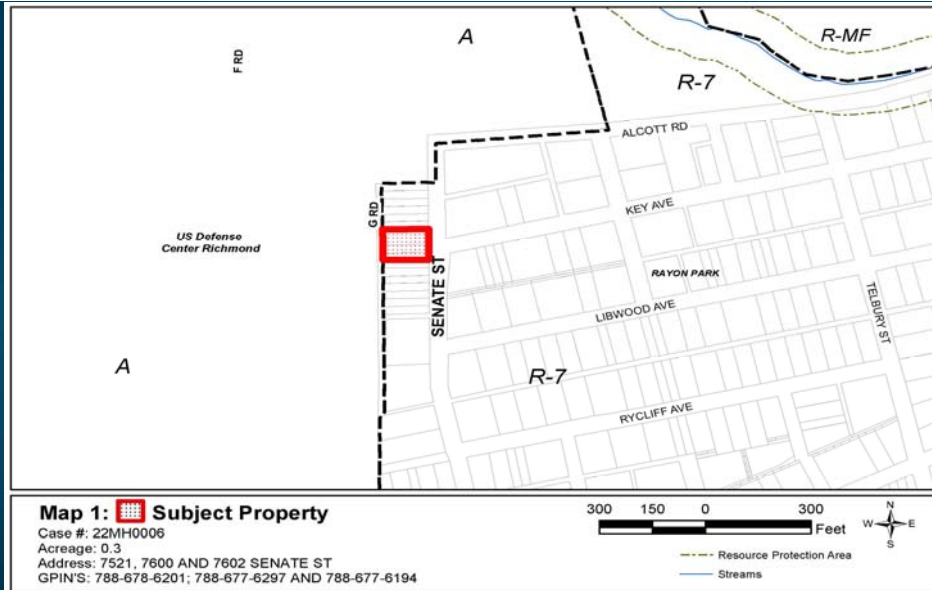 A
R-MF
F RD
R-7
ALCOTT RD
KEY AVE
G RD
US Defense
Center Richmond
SENATE ST
RAYON PARK
LIBWOOD AVE
TELBURY ST
A
R-7
RYCLIFF AVE
Map 1: Subject Property
Case #: 22MH0006
Acreage: 0.3
Address: 7521, 7600 AND 7602 SENATE ST
GPIN'S: 788-678-6201; 788-677-6297 AND 788-677-6194
300 150 0 300
Feet
N
W E
S
Resource Protection Area
Streams